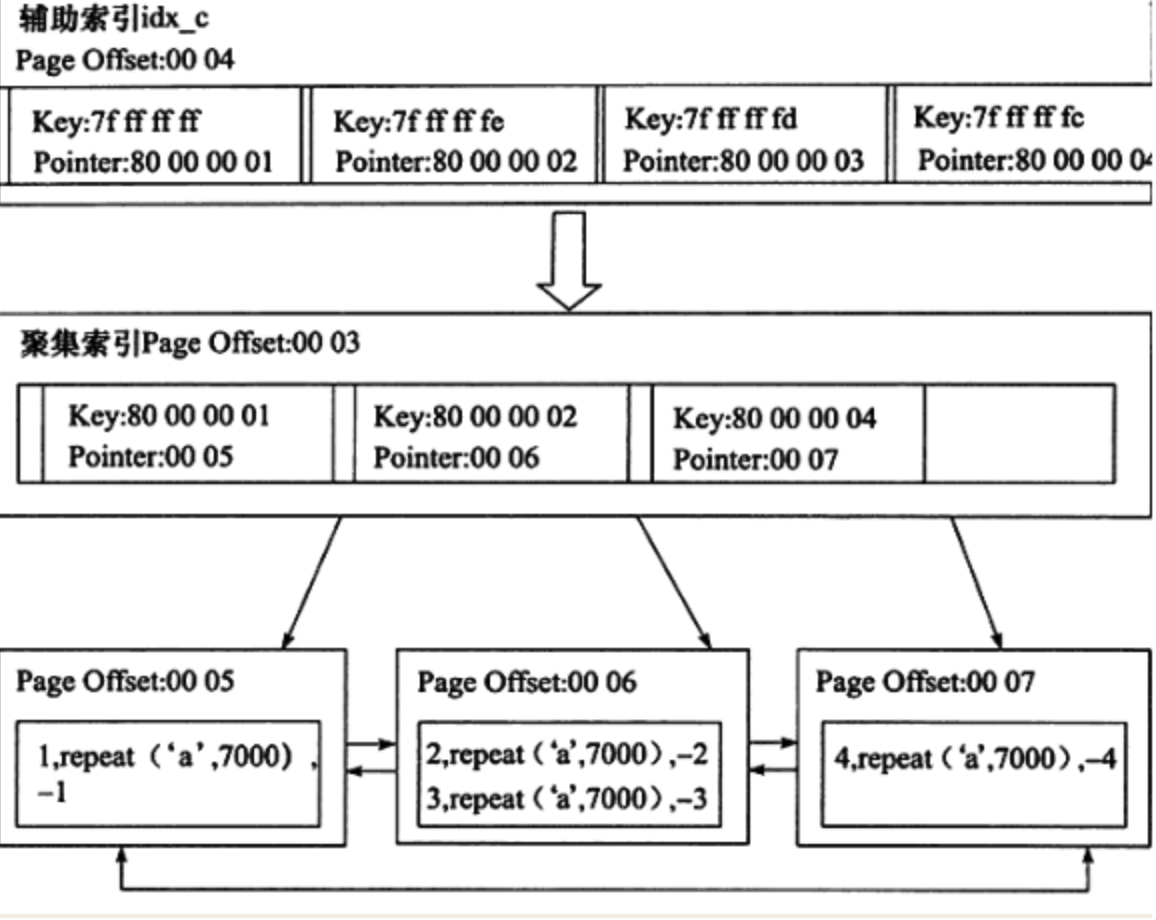 辅助索引idx_c
Page Offset:00 04
Key:7f ff ff ff
Pointer:80 00 00 01
Key:7f ff ff fe
Pointer:80 00 00 02
Key:7f ff ff fd
Pointer:80 00 00 03
Key:7f ff ff fc
Pointer:80 00 00 04
聚集索引Page Offset:00 03
Key:80 00 00 01
Pointer:00 05
Key:80 00 00 02
Pointer:00 06
Key:80 00 00 04
Pointer:00 07
Page Offset:00 05
1,repeat（‘a’,7000）,
-1
Page Offset:00 06
2,repeat（‘a’,7000）,–2
3,repeat（‘a’,7000）,–3
Page Offset:00 07
4,repeat（‘a’,7000）,–4